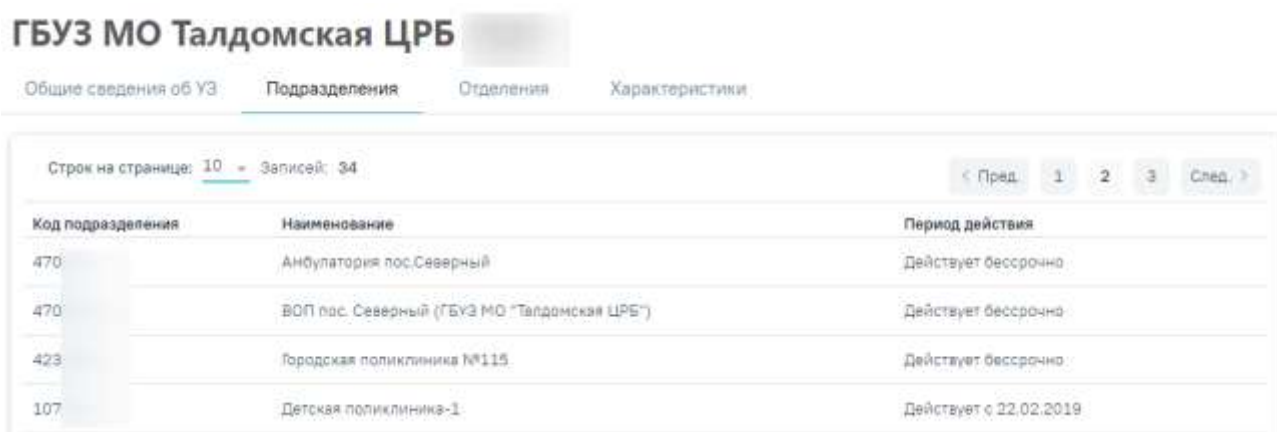 ГБУЗ МО Талдомская ЦРБ
Общие сведения об УЗ Подразделения Отделения Характеристики
Строк на странице: 10 Записей: 34 < Пред. 1 2 3 След. >
Код подразделения Наименование Период действия
470 Анбулатория пос.Северный Действует бессрочно
470 ВОП пос. Северный (ГБУЗ МО "Талдомская ЦРБ") Действует бессрочно
423 Городская поликлиника №115 Действует бессрочно
107 Детская поликлиника-1 Действует с 22.02.2019